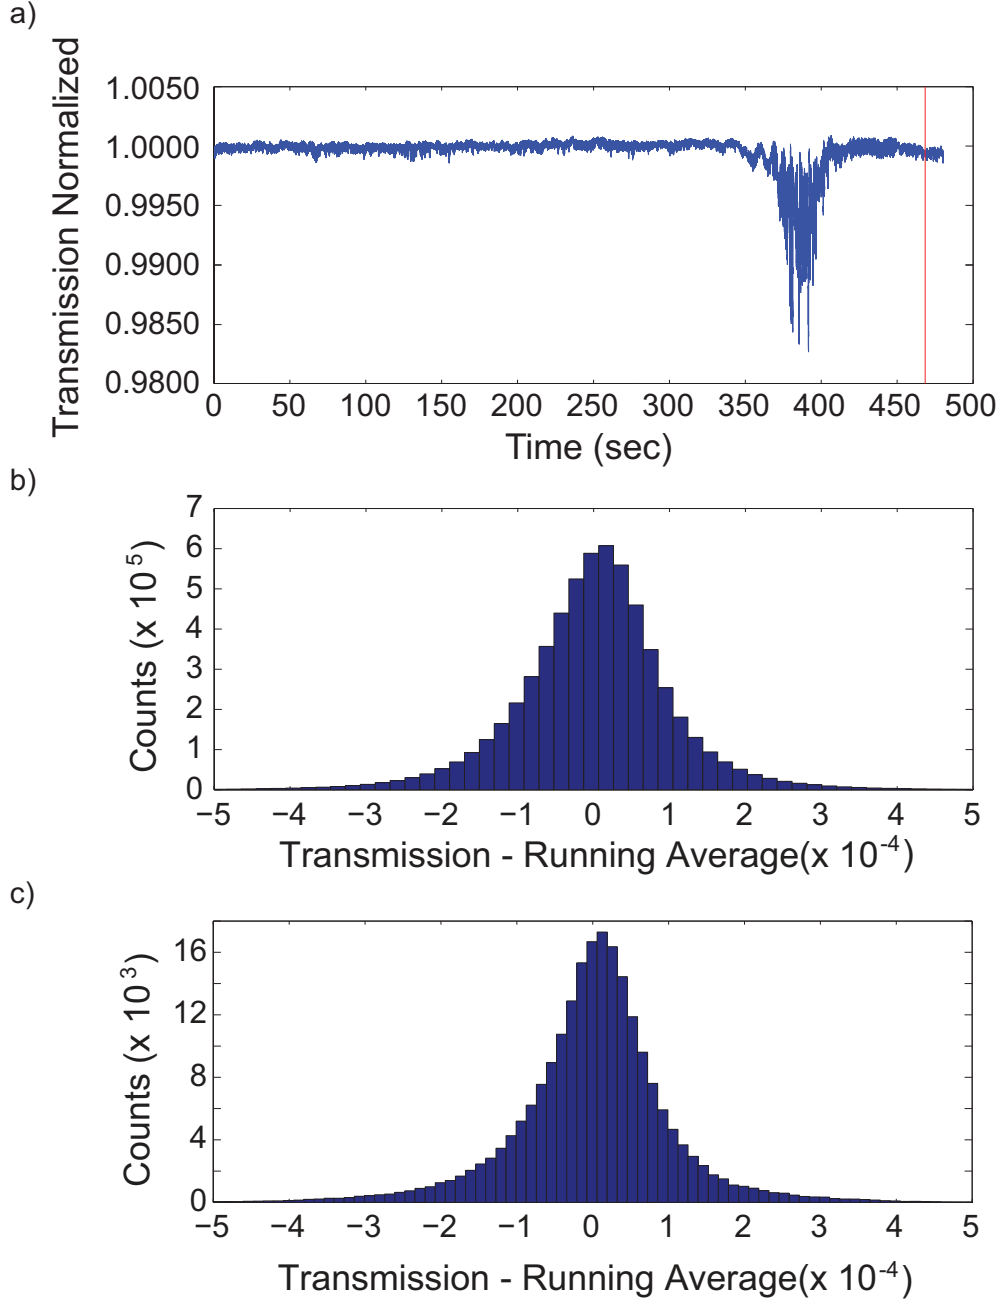 a)
Transmission Normalized
1.0050
1.0000
0.9950
0.9900
0.9850
0.9800
0 50 100 150 200 250 300 350 400 450 500
Time (sec)
b)
Counts (x 10^5)
7
6
5
4
3
2
1
0
−5 −4 −3 −2 −1 0 1 2 3 4 5
Transmission - Running Average(x 10^-4)
c)
Counts (x 10^3)
16
12
8
4
0
−5 −4 −3 −2 −1 0 1 2 3 4 5
Transmission - Running Average(x 10^-4)